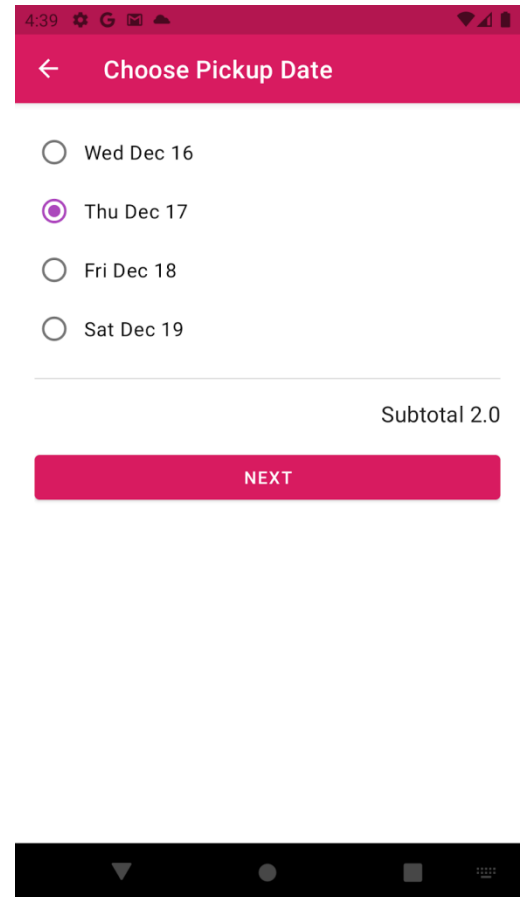 4:39
Choose Pickup Date
Wed Dec 16
Thu Dec 17
Fri Dec 18
Sat Dec 19
Subtotal 2.0
NEXT